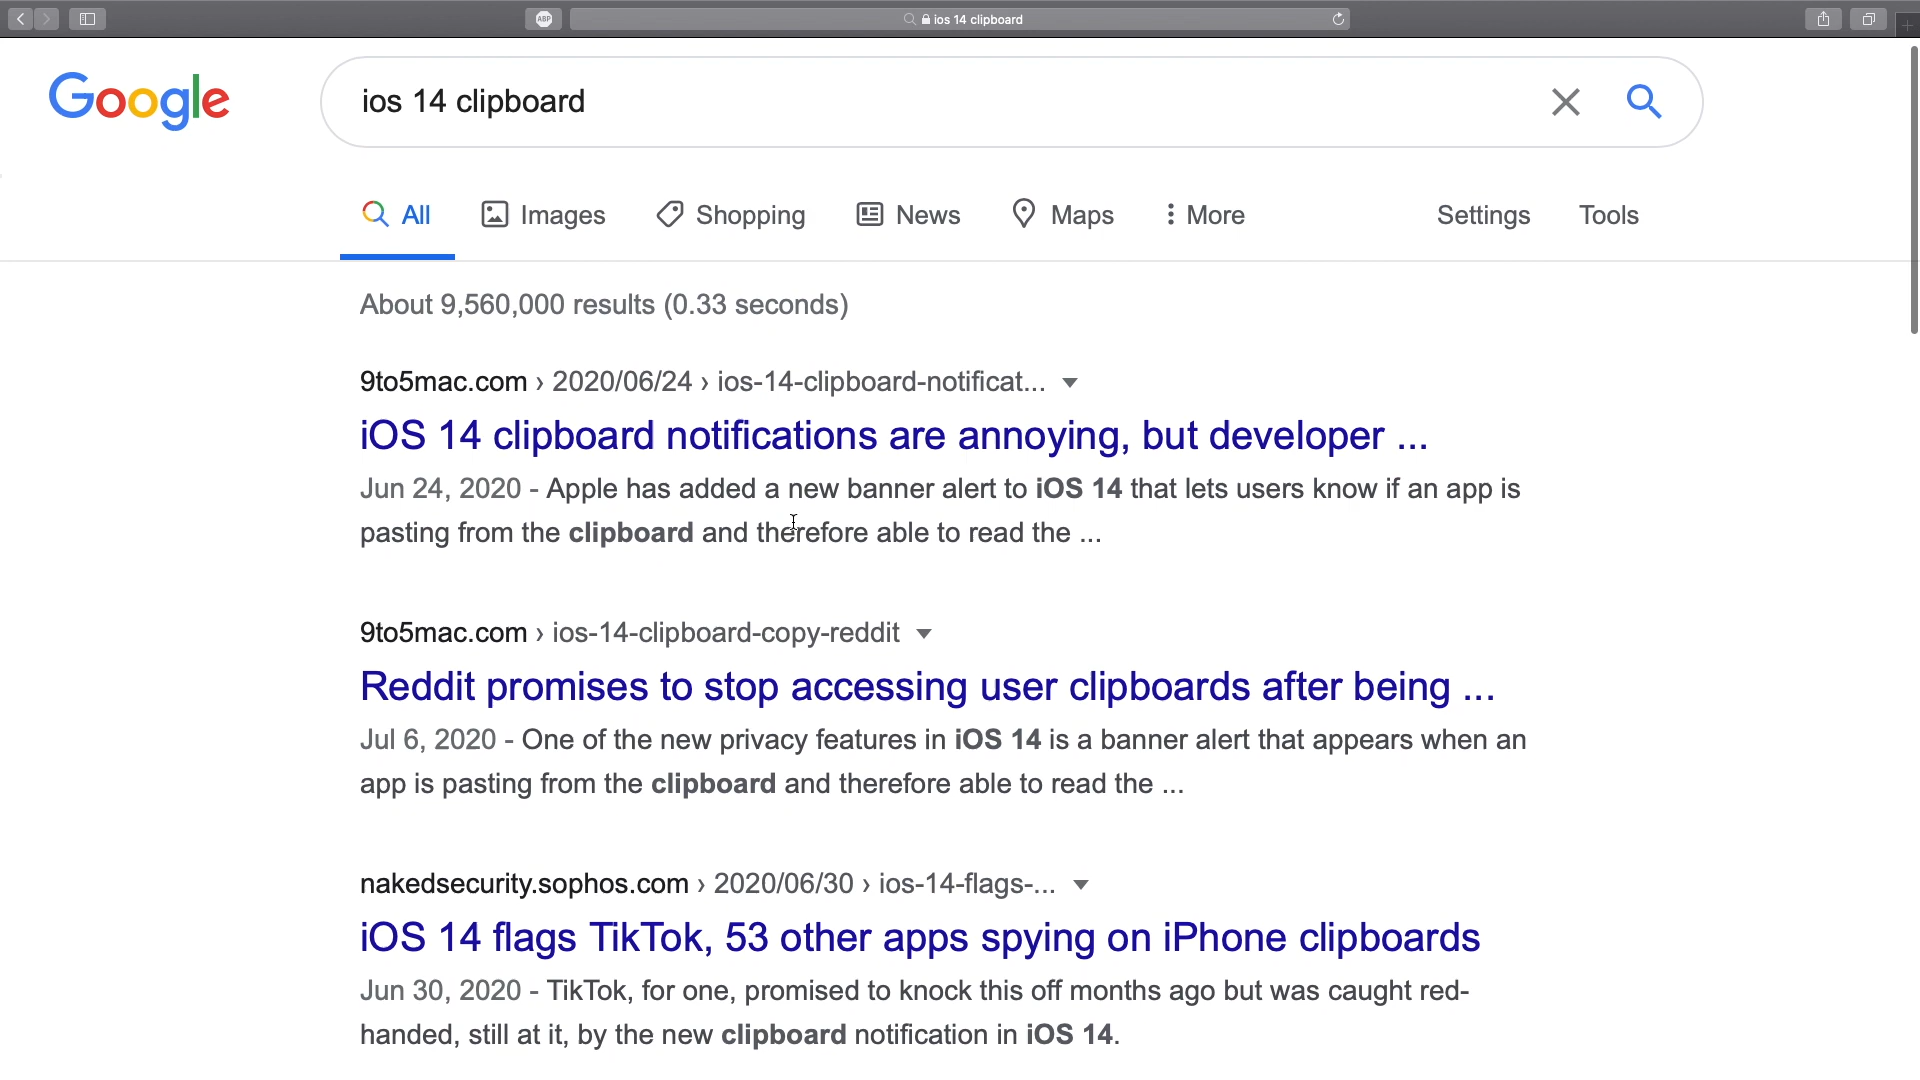 ABP
ios 14 clipboard
Google
ios 14 clipboard
All Images Shopping News Maps More Settings Tools
About 9,560,000 results (0.33 seconds)
9to5mac.com › 2020/06/24 › ios-14-clipboard-notificat...
iOS 14 clipboard notifications are annoying, but developer ...
Jun 24, 2020 - Apple has added a new banner alert to iOS 14 that lets users know if an app is
pasting from the clipboard and therefore able to read the ...
9to5mac.com › ios-14-clipboard-copy-reddit
Reddit promises to stop accessing user clipboards after being ...
Jul 6, 2020 - One of the new privacy features in iOS 14 is a banner alert that appears when an
app is pasting from the clipboard and therefore able to read the ...
nakedsecurity.sophos.com › 2020/06/30 › ios-14-flags-...
iOS 14 flags TikTok, 53 other apps spying on iPhone clipboards
Jun 30, 2020 - TikTok, for one, promised to knock this off months ago but was caught red-
handed, still at it, by the new clipboard notification in iOS 14.